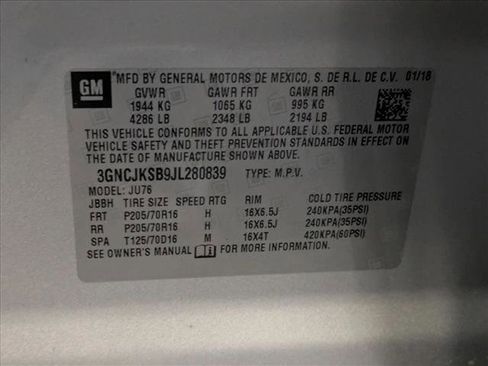 GM
MFD BY GENERAL MOTORS DE MEXICO, S. DE R.L. DE C.V. 01/18
GVWR GAWR FRT GAWR RR
1944 KG 1065 KG 995 KG
4286 LB 2348 LB 2194 LB
THIS VEHICLE CONFORMS TO ALL APPLICABLE U.S. FEDERAL MOTOR
VEHICLE SAFETY AND THEFT PREVENTION STANDARDS IN EFFECT
ON THE DATE OF MANUFACTURE SHOWN ABOVE.
3GNCJKSB9JL280839 TYPE: M.P.V.
MODEL: JU76
JBBH TIRE SIZE SPEED RTG RIM COLD TIRE PRESSURE
FRT P205/70R16 H 16X6.5J 240KPA(35PSI)
RR P205/70R16 H 16X6.5J 240KPA(35PSI)
SPA T125/70D16 M 16X4T 420KPA(60PSI)
SEE OWNER'S MANUAL FOR MORE INFORMATION.